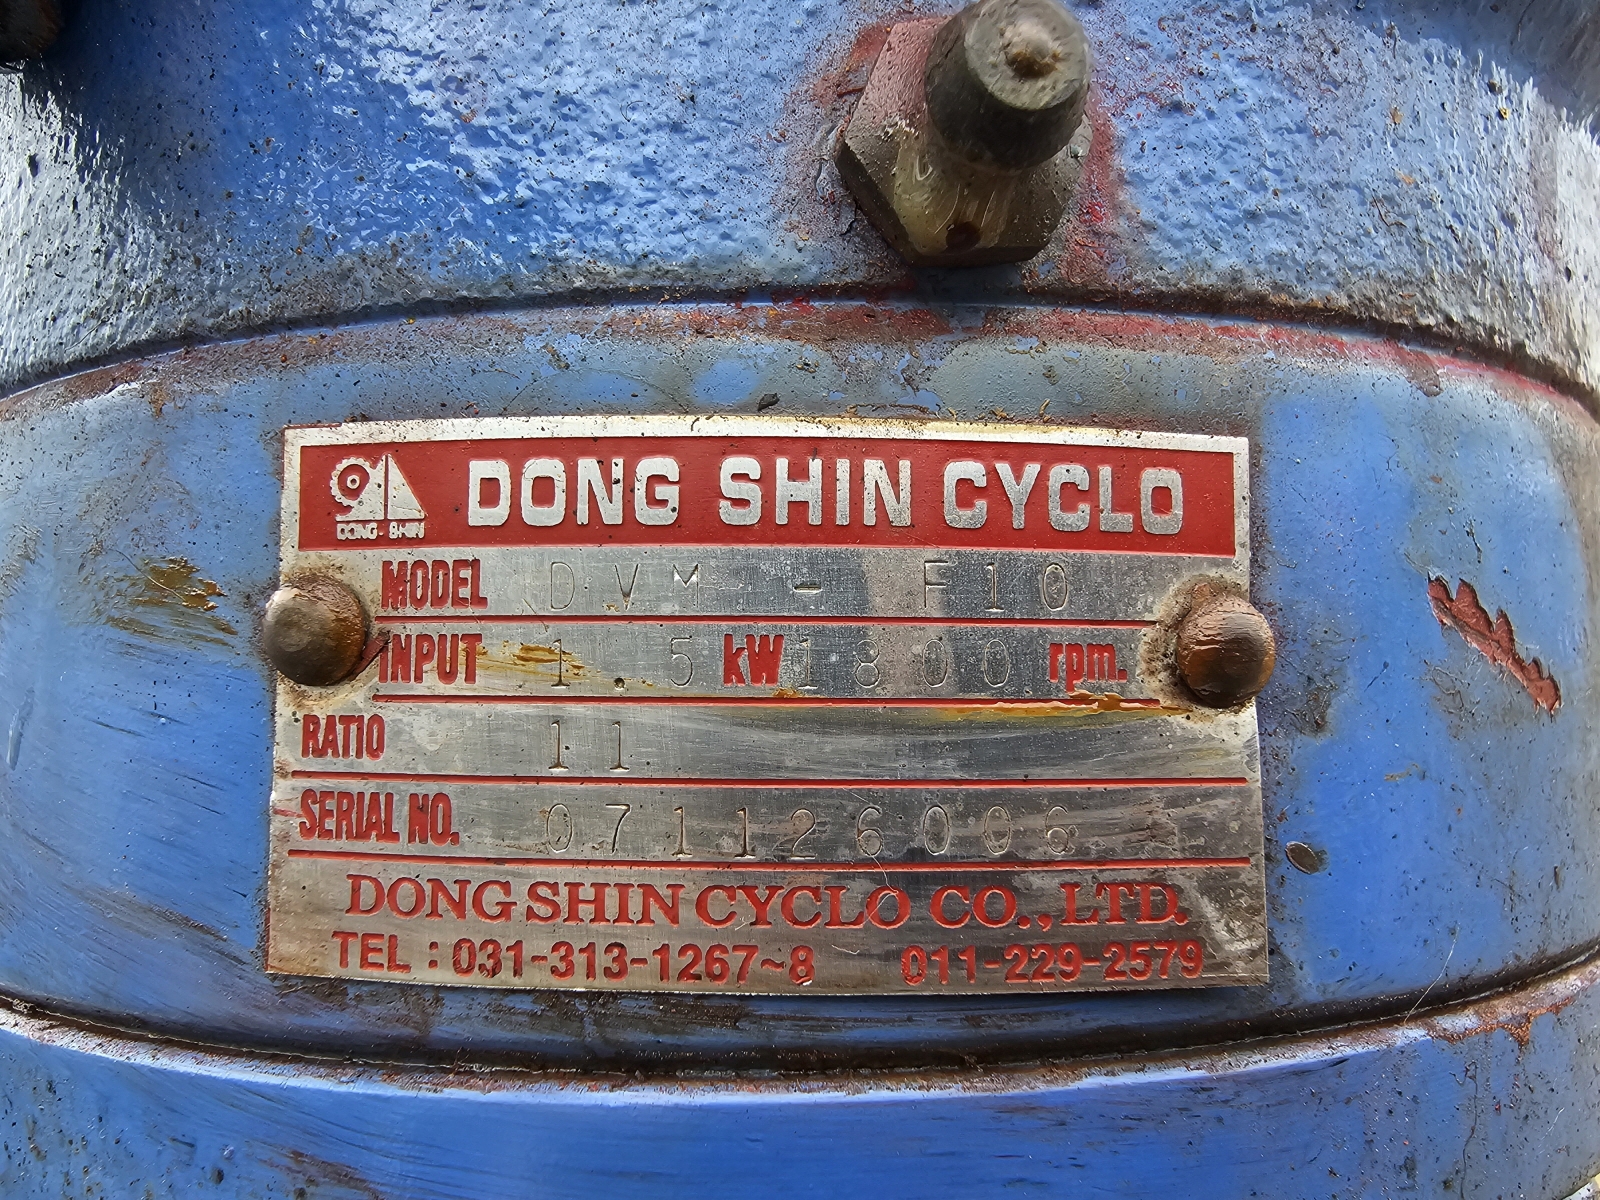 DONG SHIN CYCLO
DONG-SHIN
MODEL DVM - F10
INPUT 1.5 kW 1800 rpm.
RATIO 11
SERIAL NO. 071126006
DONG SHIN CYCLO CO., LTD.
TEL : 031-313-1267~8 011-229-2579